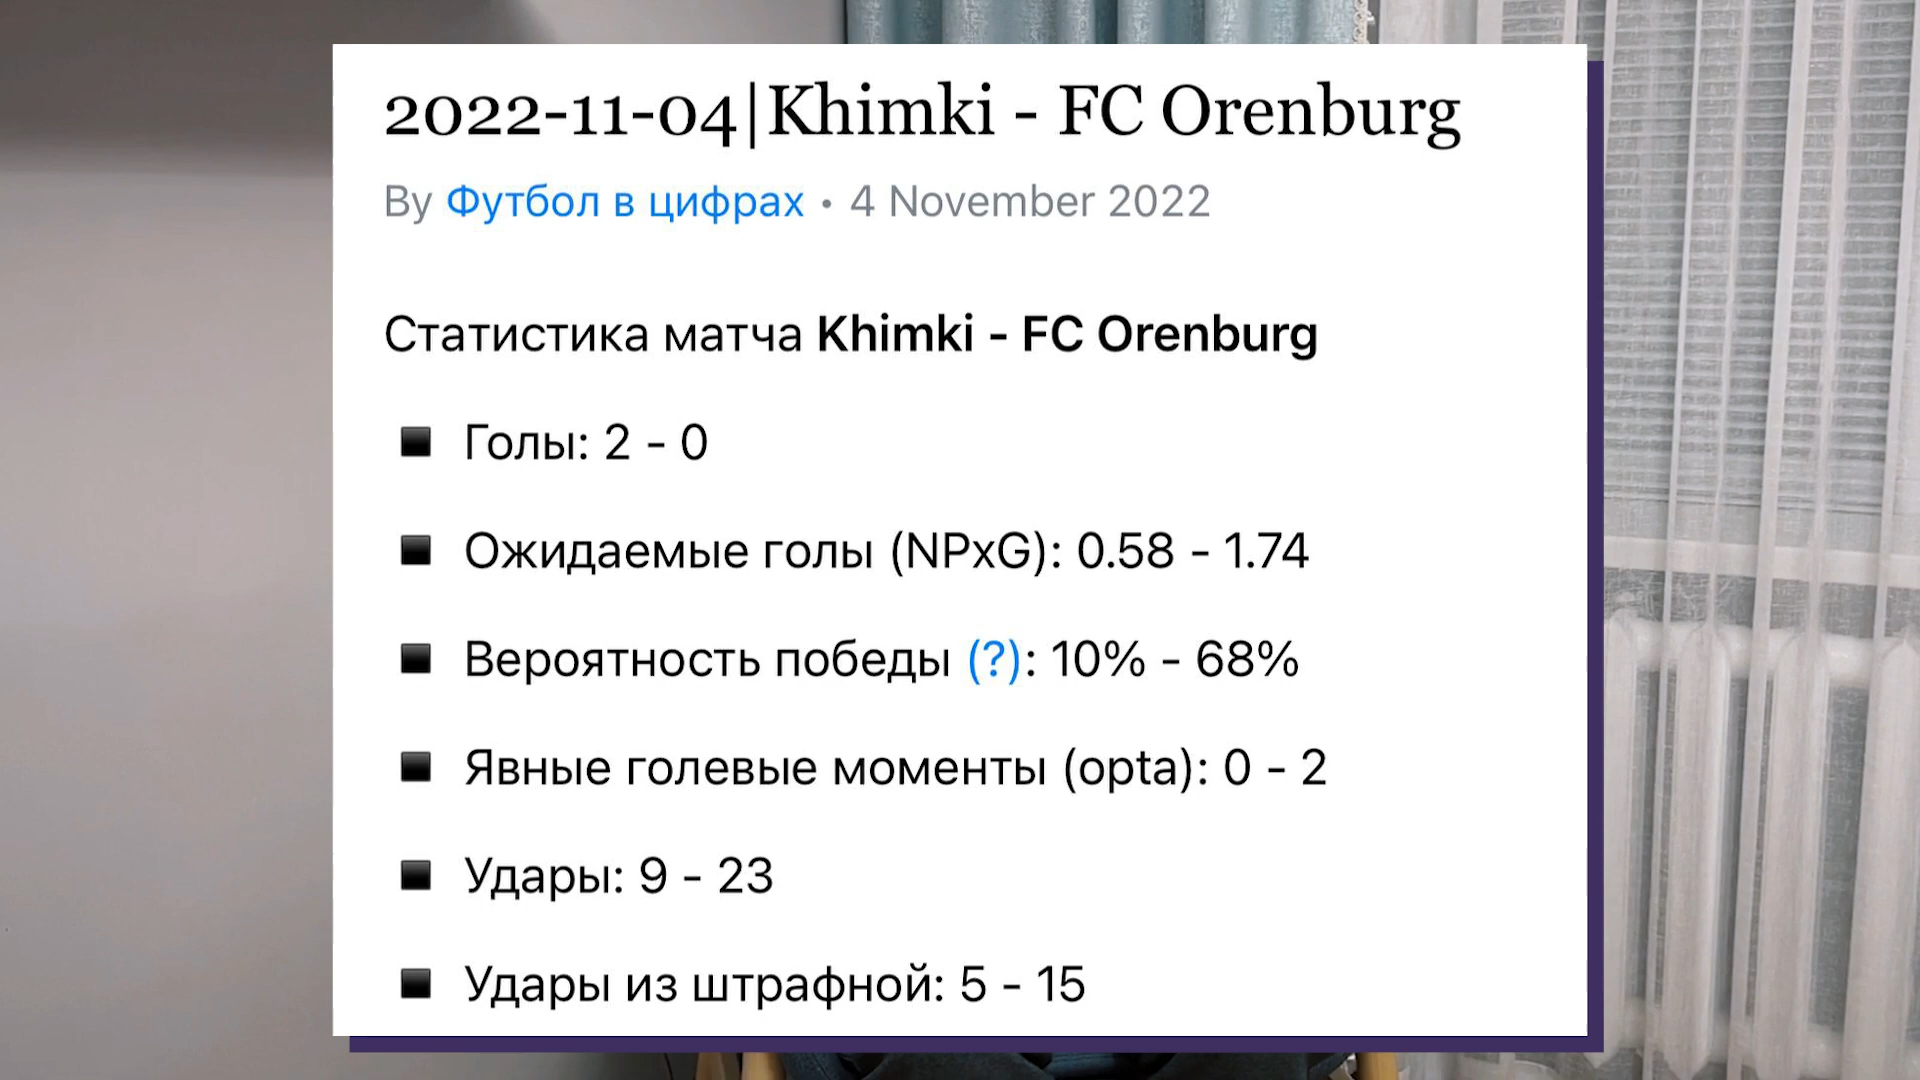 2022-11-04|Khimki - FC Orenburg
By Футбол в цифрах • 4 November 2022
Статистика матча Khimki - FC Orenburg
◾ Голы: 2 - 0
◾ Ожидаемые голы (NPxG): 0.58 - 1.74
◾ Вероятность победы (?): 10% - 68%
◾ Явные голевые моменты (opta): 0 - 2
◾ Удары: 9 - 23
◾ Удары из штрафной: 5 - 15